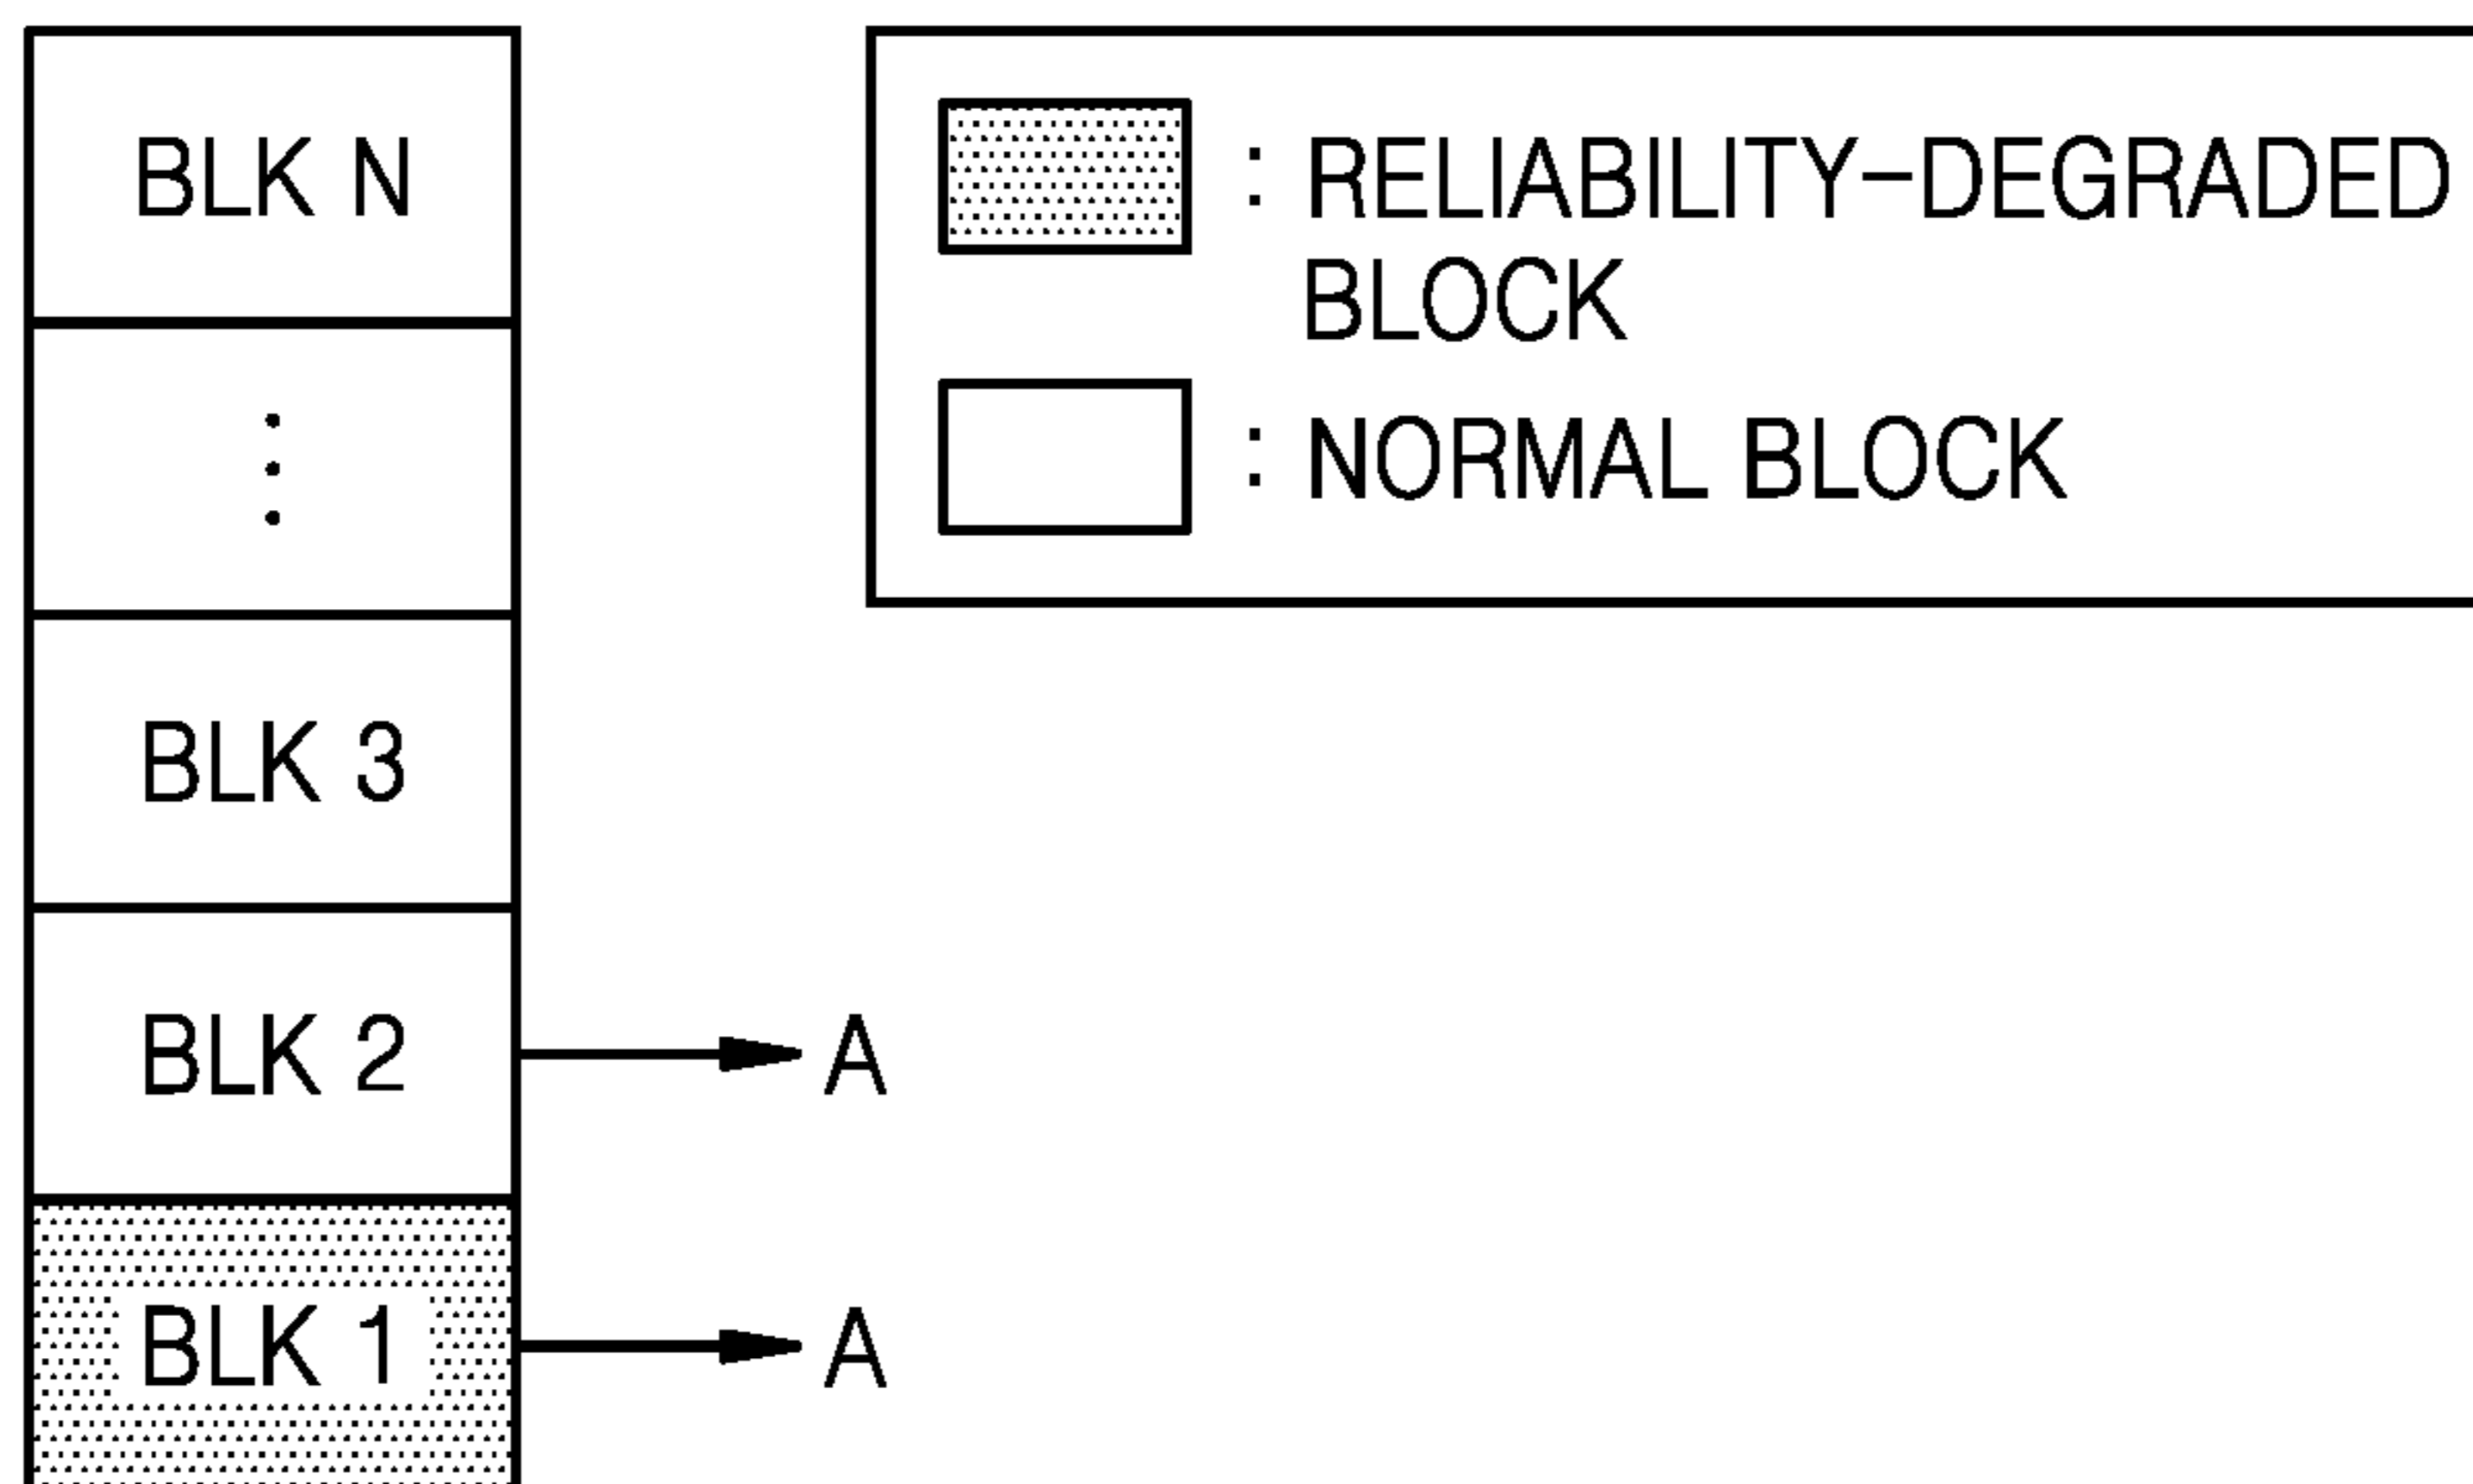 BLK N
: RELIABILITY-DEGRADED
BLOCK
: NORMAL BLOCK
BLK 3
BLK 2
A
BLK 1
A